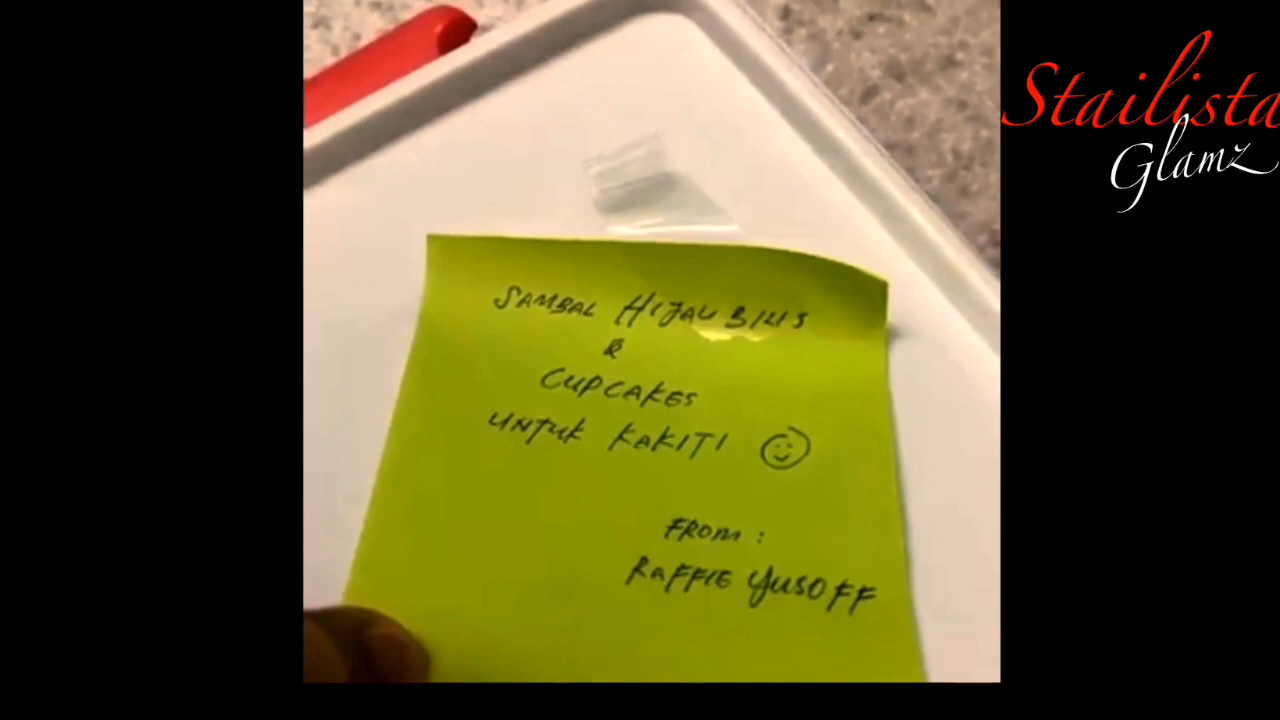 Stailista
Glamz
SAMBAL HIJAU BILIS
&
CUPCAKES
UNTUK KAKITI
FROM:
RAFFIE YUSOFF